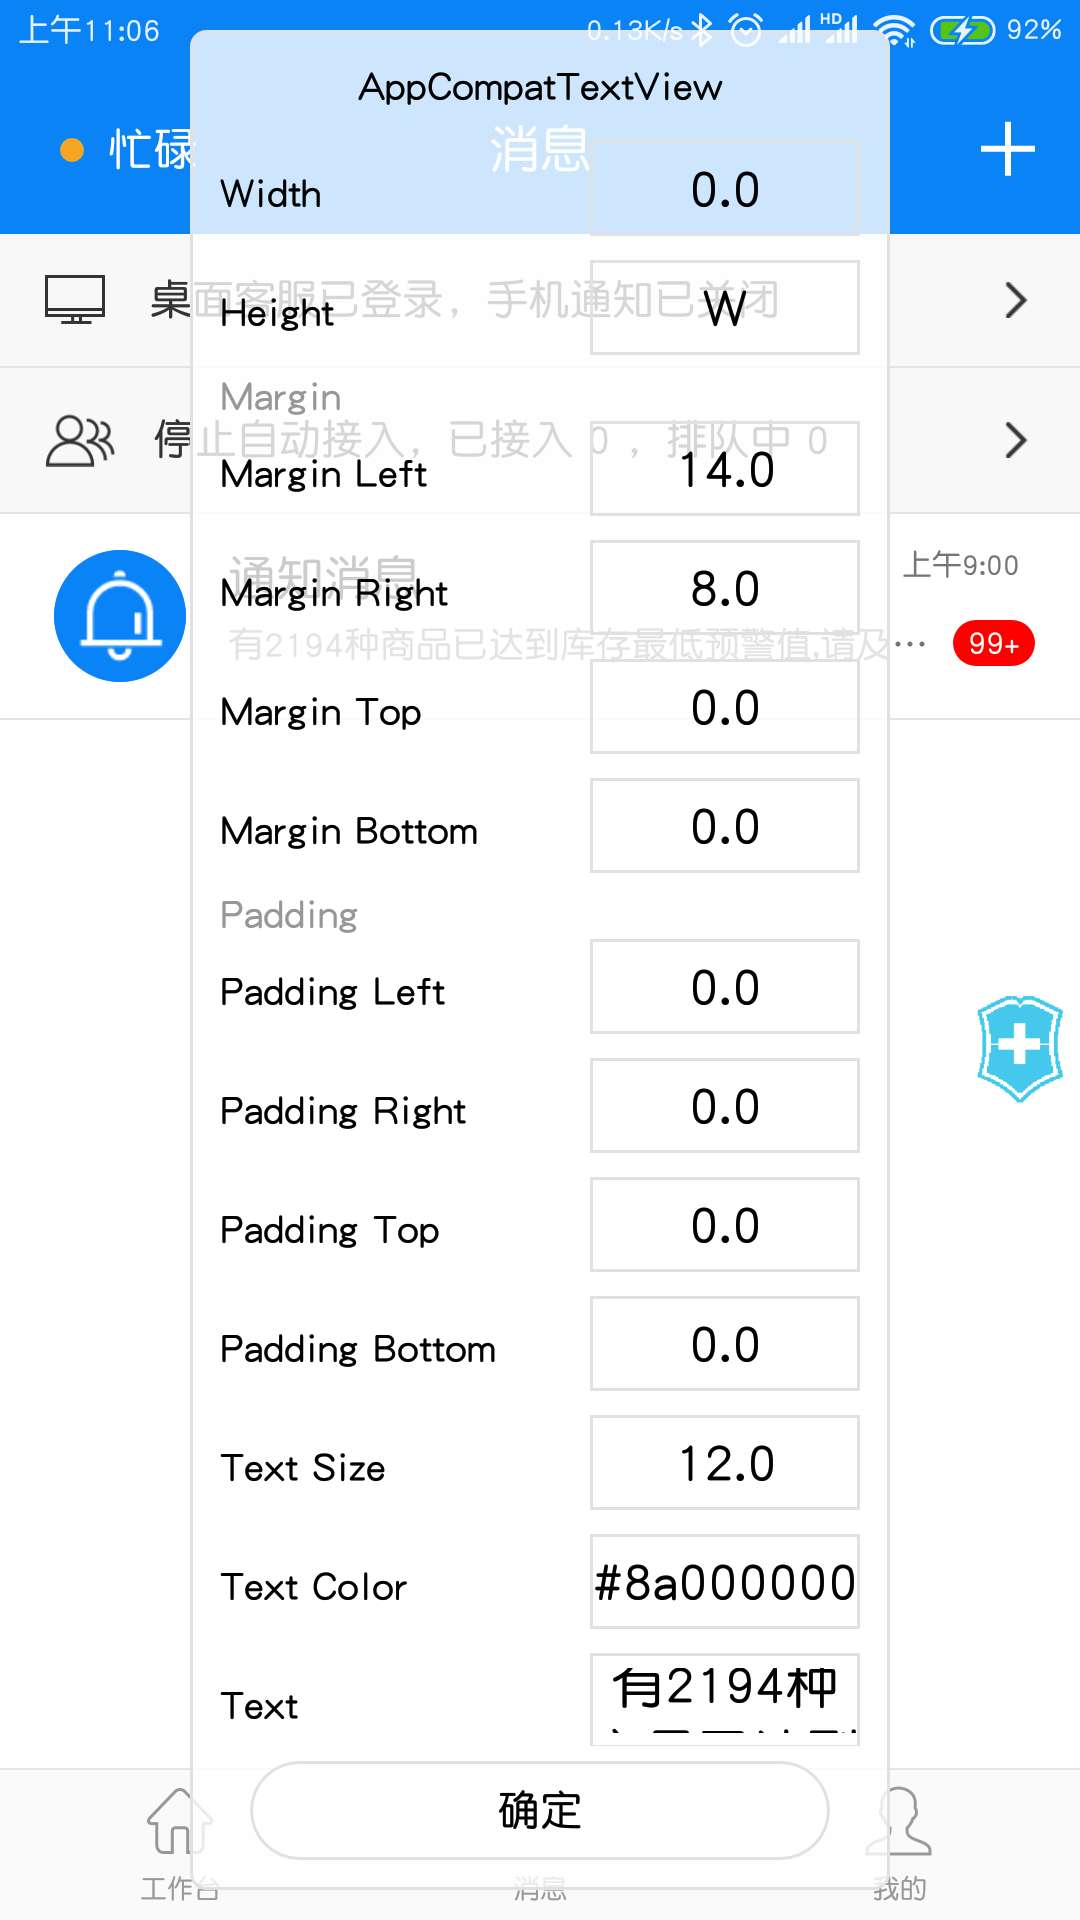 上午11:06 0.13K/s HD 92%
AppCompatTextView
忙碌 消息
Width 0.0
桌面客服已登录，手机通知已关闭
Height W
Margin
停止自动接入，已接入 0 ，排队中 0
Margin Left 14.0
通知消息 上午9:00
Margin Right 8.0
有2194种商品已达到库存最低预警值,请及... 99+
Margin Top 0.0
Margin Bottom 0.0
Padding
Padding Left 0.0
Padding Right 0.0
Padding Top 0.0
Padding Bottom 0.0
Text Size 12.0
Text Color #8a000000
Text 有2194种
确定
工作台 消息 我的